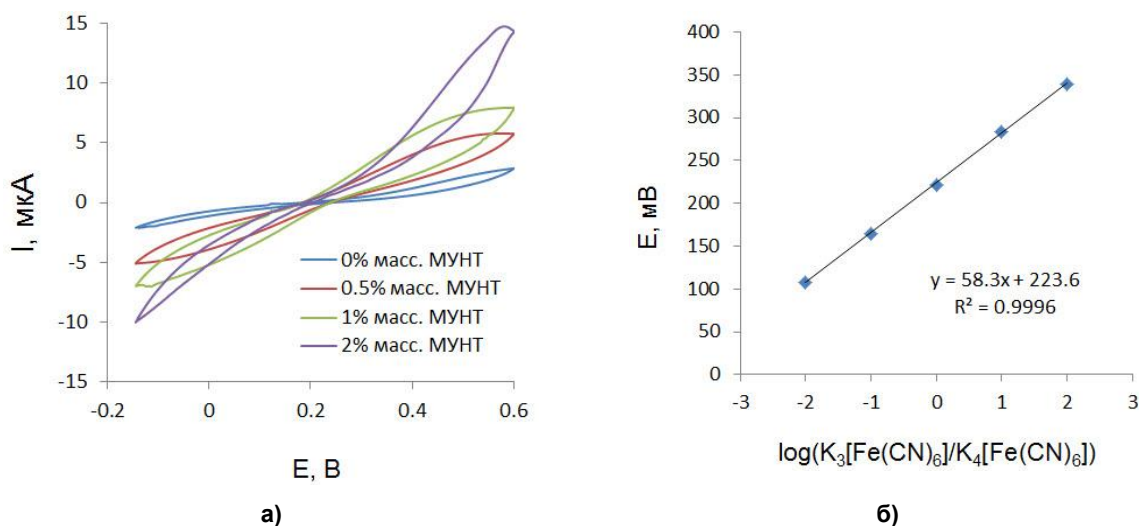 15
10
5
0
-5
-10
-15
-0.2 0 0.2 0.4 0.6
I, мкА
E, В
0% масс. МУНТ
0.5% масс. МУНТ
1% масс. МУНТ
2% масс. МУНТ
а)
400
350
300
250
200
150
100
50
0
-3 -2 -1 0 1 2 3
E, мВ
y = 58.3x + 223.6
R² = 0.9996
log(K₃[Fe(CN)₆]/K₄[Fe(CN)₆])
б)